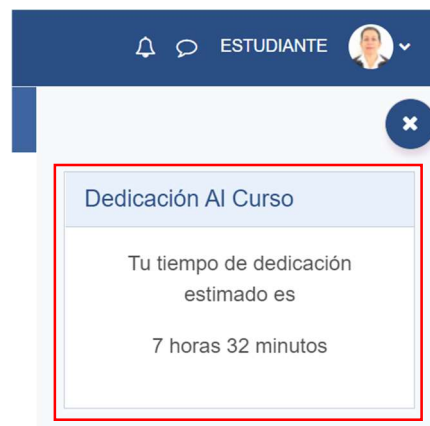 ESTUDIANTE
Dedicación Al Curso
Tu tiempo de dedicación
estimado es
7 horas 32 minutos